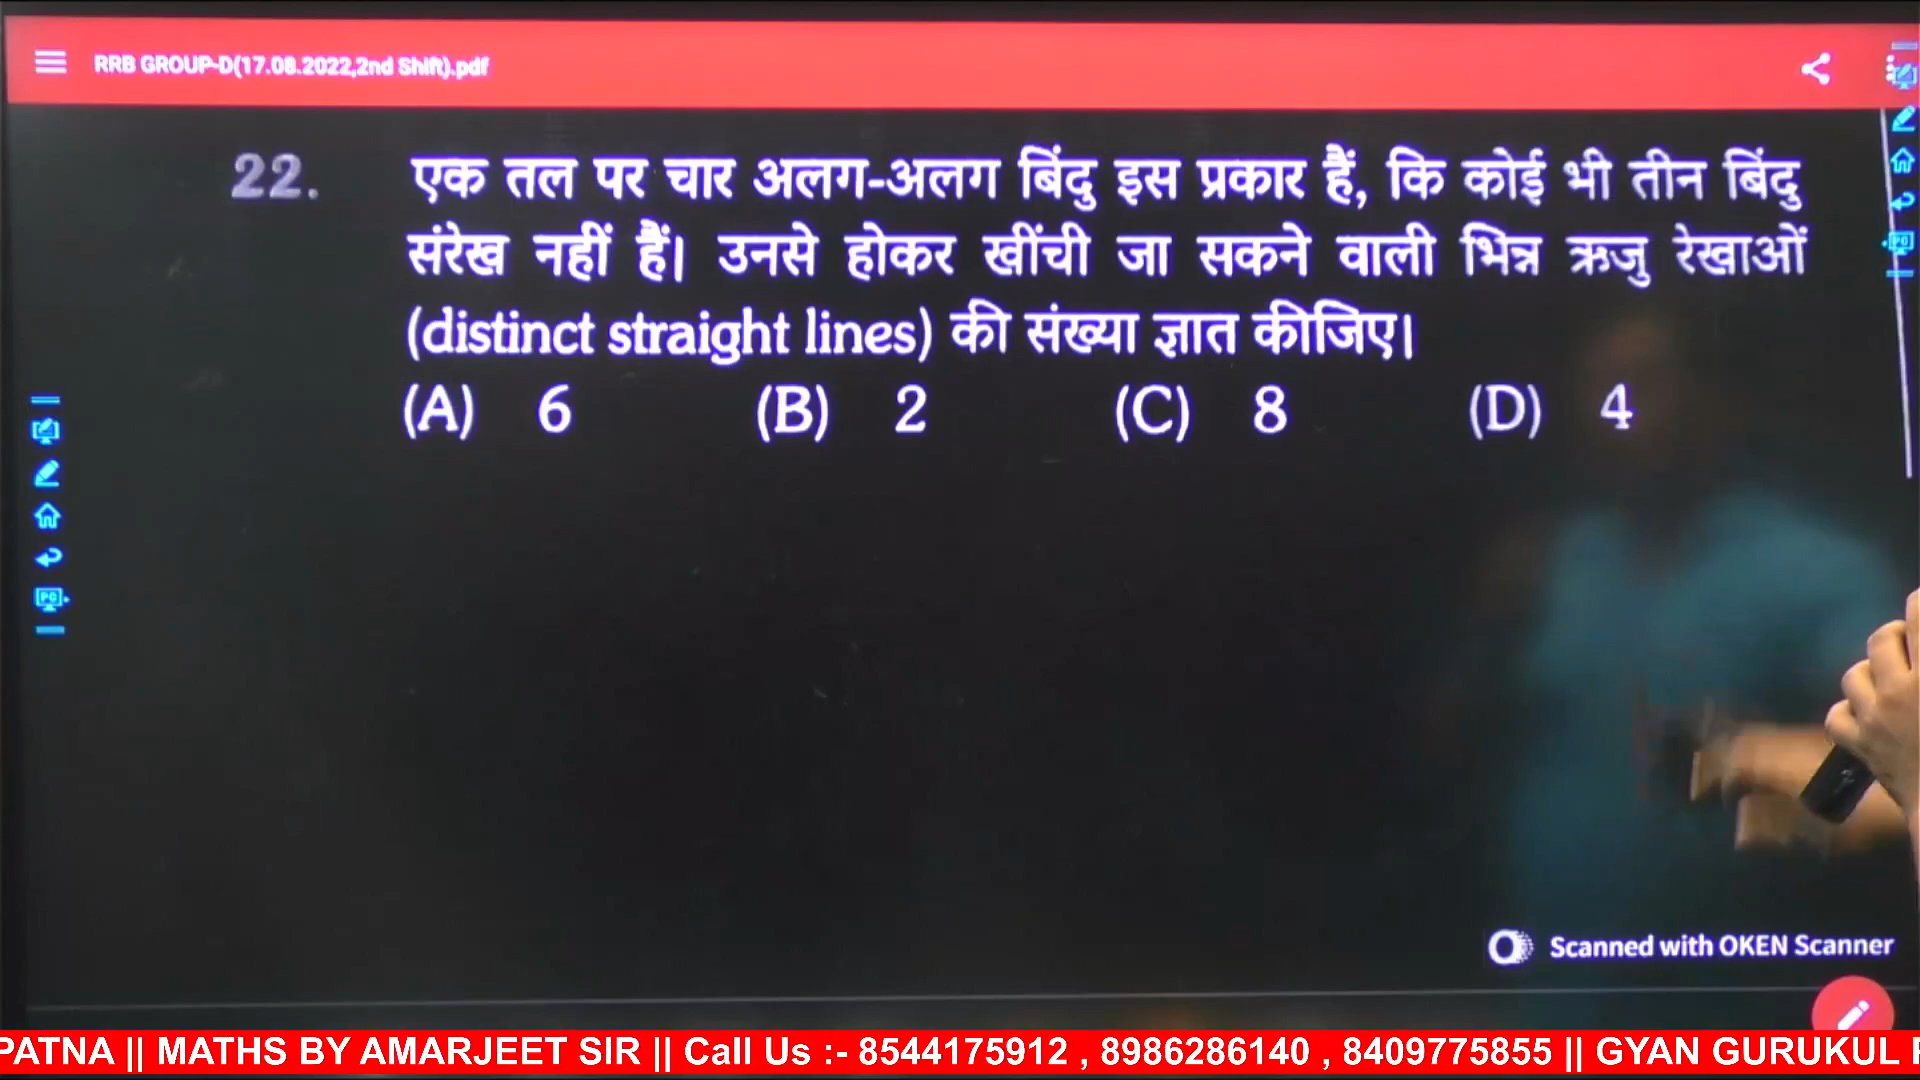 RRB GROUP-D(17.08.2022,2nd Shift).pdf
22. एक तल पर चार अलग-अलग बिंदु इस प्रकार हैं, कि कोई भी तीन बिंदु
संरेख नहीं हैं। उनसे होकर खींची जा सकने वाली भिन्न ऋजु रेखाओं
(distinct straight lines) की संख्या ज्ञात कीजिए।
(A) 6 (B) 2 (C) 8 (D) 4
PG
PG
Scanned with OKEN Scanner
PATNA || MATHS BY AMARJEET SIR || Call Us :- 8544175912 , 8986286140 , 8409775855 || GYAN GURUKUL